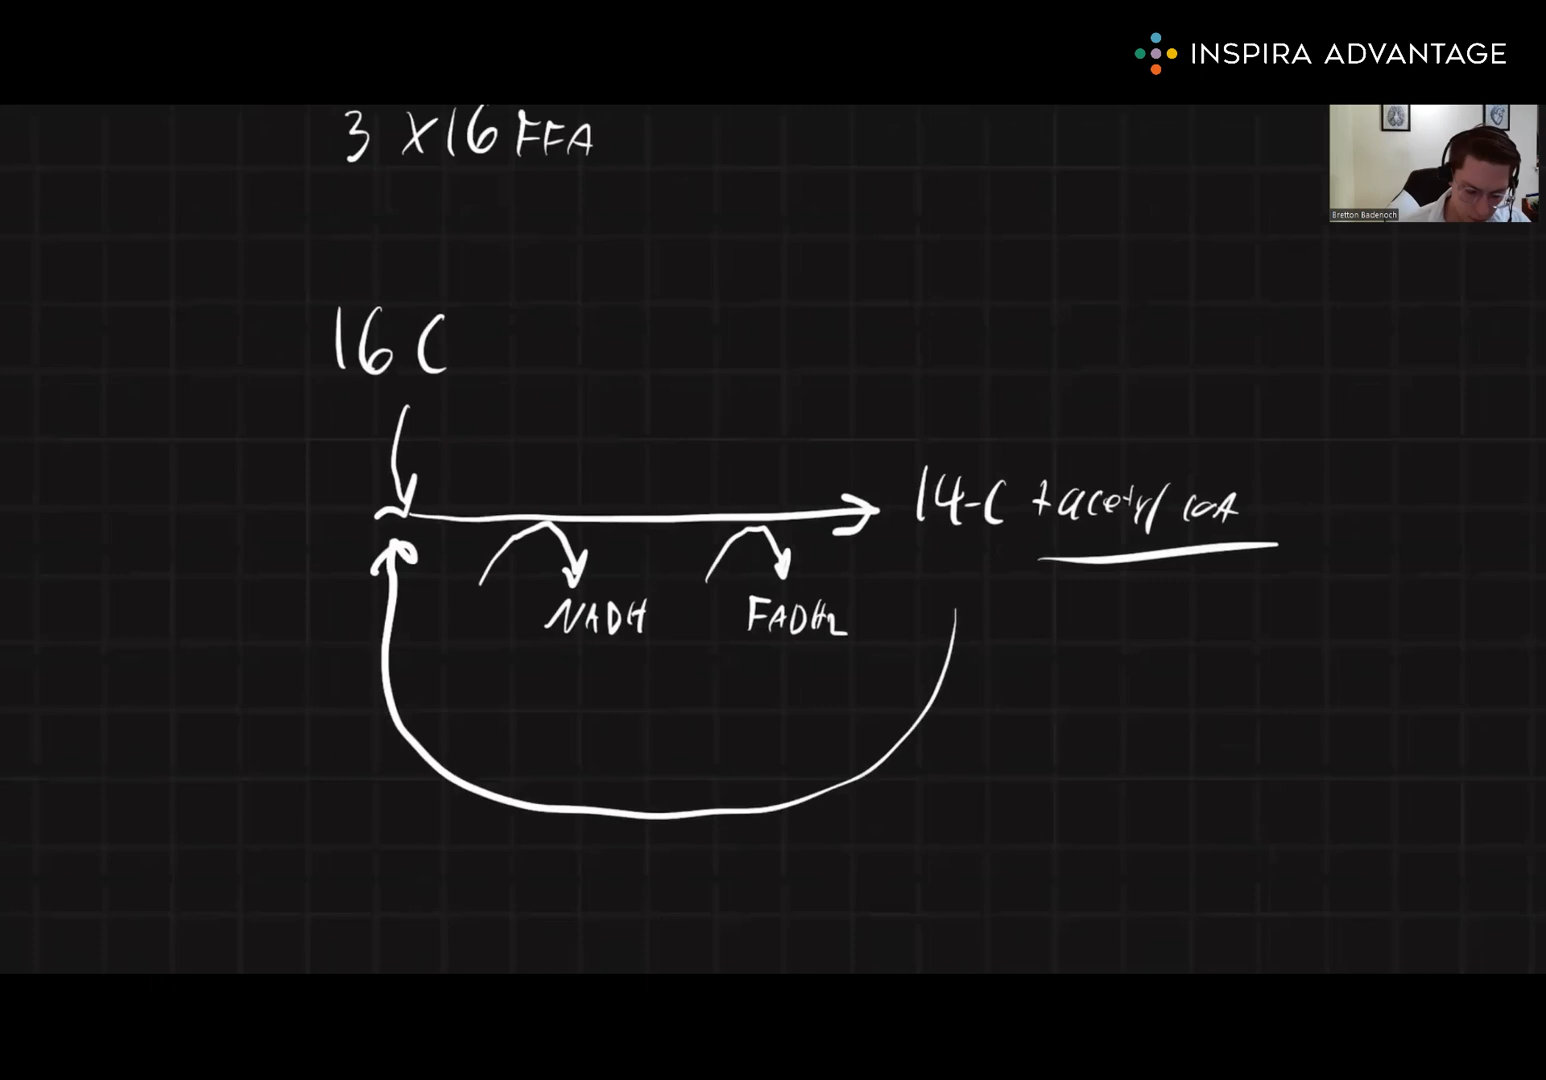 INSPIRA ADVANTAGE
3 X16 FFA
Bretton Badenoch
16 C
14-C + acetyl coA
NADH FADH2